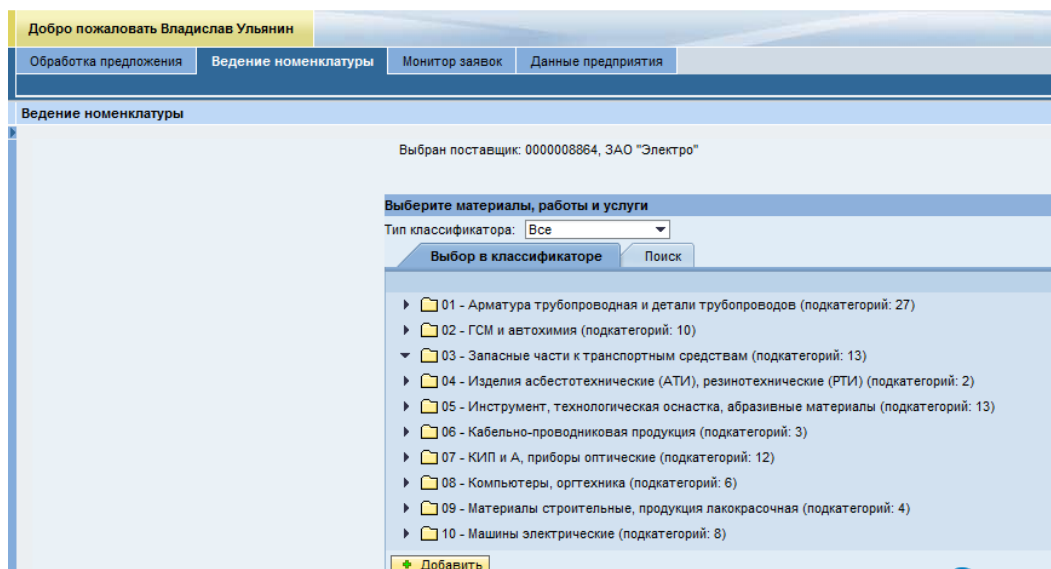 Добро пожаловать Владислав Ульянин
Обработка предложения Ведение номенклатуры Монитор заявок Данные предприятия
Ведение номенклатуры
Выбран поставщик: 0000008864, ЗАО "Электро"
Выберите материалы, работы и услуги
Тип классификатора: Все
Выбор в классификаторе Поиск
01 - Арматура трубопроводная и детали трубопроводов (подкатегорий: 27)
02 - ГСМ и автохимия (подкатегорий: 10)
03 - Запасные части к транспортным средствам (подкатегорий: 13)
04 - Изделия асбестотехнические (АТИ), резинотехнические (РТИ) (подкатегорий: 2)
05 - Инструмент, технологическая оснастка, абразивные материалы (подкатегорий: 13)
06 - Кабельно-проводниковая продукция (подкатегорий: 3)
07 - КИП и А, приборы оптические (подкатегорий: 12)
08 - Компьютеры, оргтехника (подкатегорий: 6)
09 - Материалы строительные, продукция лакокрасочная (подкатегорий: 4)
10 - Машины электрические (подкатегорий: 8)
Добавить